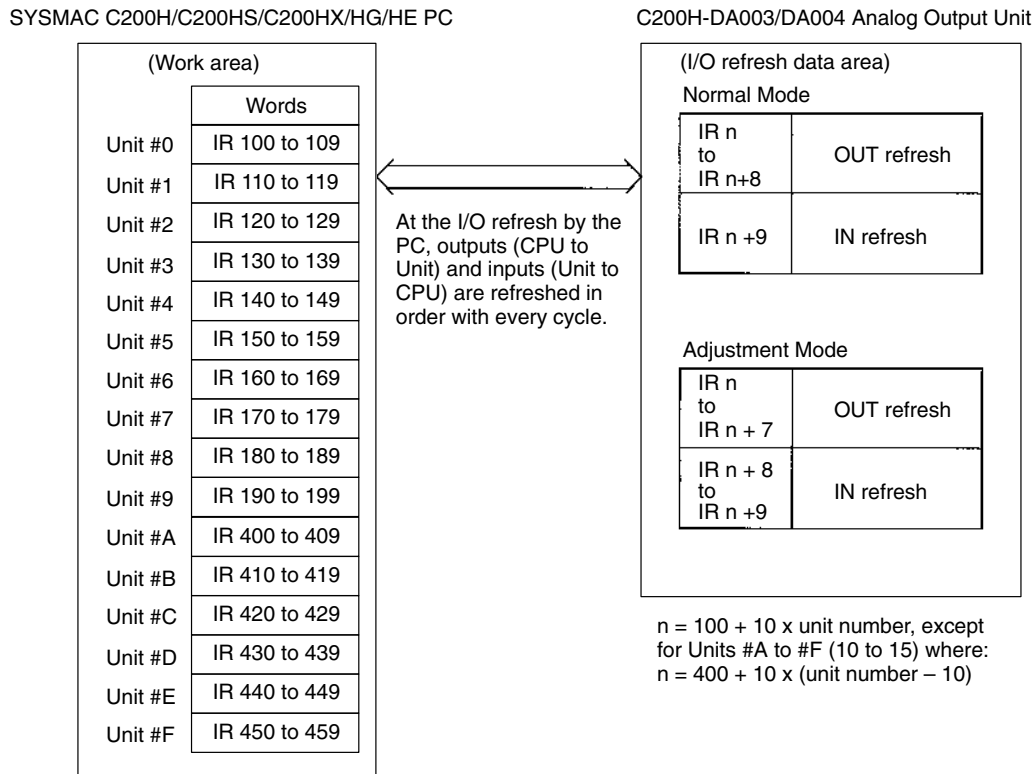 SYSMAC C200H/C200HS/C200HX/HG/HE PC
C200H-DA003/DA004 Analog Output Unit
(Work area)
Words
Unit #0 IR 100 to 109
Unit #1 IR 110 to 119
Unit #2 IR 120 to 129
Unit #3 IR 130 to 139
Unit #4 IR 140 to 149
Unit #5 IR 150 to 159
Unit #6 IR 160 to 169
Unit #7 IR 170 to 179
Unit #8 IR 180 to 189
Unit #9 IR 190 to 199
Unit #A IR 400 to 409
Unit #B IR 410 to 419
Unit #C IR 420 to 429
Unit #D IR 430 to 439
Unit #E IR 440 to 449
Unit #F IR 450 to 459
At the I/O refresh by the
PC, outputs (CPU to
Unit) and inputs (Unit to
CPU) are refreshed in
order with every cycle.
(I/O refresh data area)
Normal Mode
IR n
to
IR n+8
OUT refresh
IR n +9
IN refresh
Adjustment Mode
IR n
to
IR n + 7
OUT refresh
IR n + 8
to
IR n +9
IN refresh
n = 100 + 10 x unit number, except
for Units #A to #F (10 to 15) where:
n = 400 + 10 x (unit number – 10)